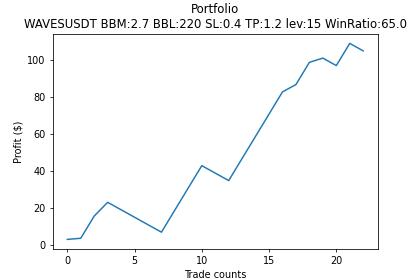 Portfolio
WAVESUSDT BBM:2.7 BBL:220 SL:0.4 TP:1.2 lev:15 WinRatio:65.0
100
80
60
40
20
0
Profit ($)
0 5 10 15 20
Trade counts